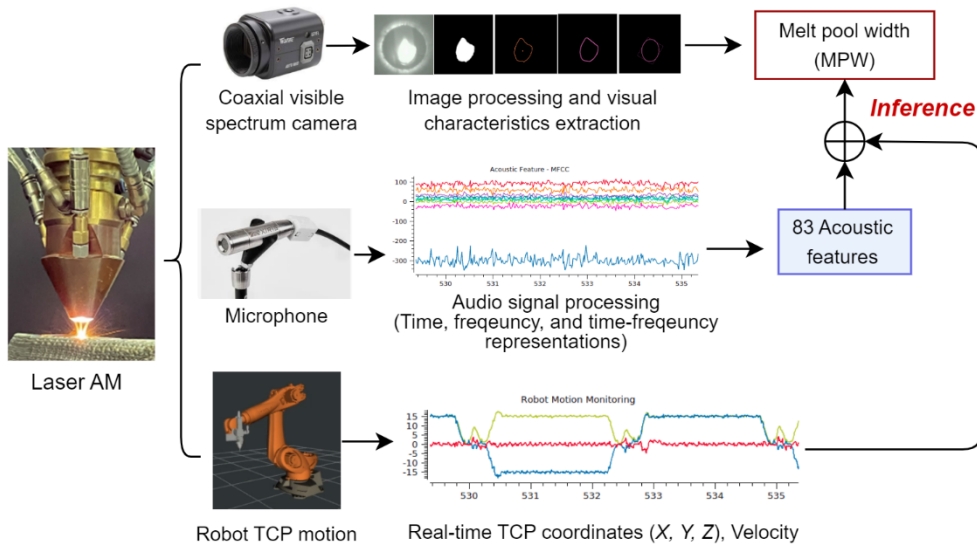 Coaxial visible
spectrum camera
Image processing and visual
characteristics extraction
Melt pool width
(MPW)
Inference
Laser AM
Microphone
Acoustic Feature - MFCC
100
0
-100
-200
-300
530 531 532 533 534 535
Audio signal processing
(Time, freqeuncy, and time-freqeuncy
representations)
83 Acoustic
features
Robot TCP motion
Robot Motion Monitoring
15
10
5
0
-5
-10
-15
530 531 532 533 534 535
Real-time TCP coordinates (X, Y, Z), Velocity